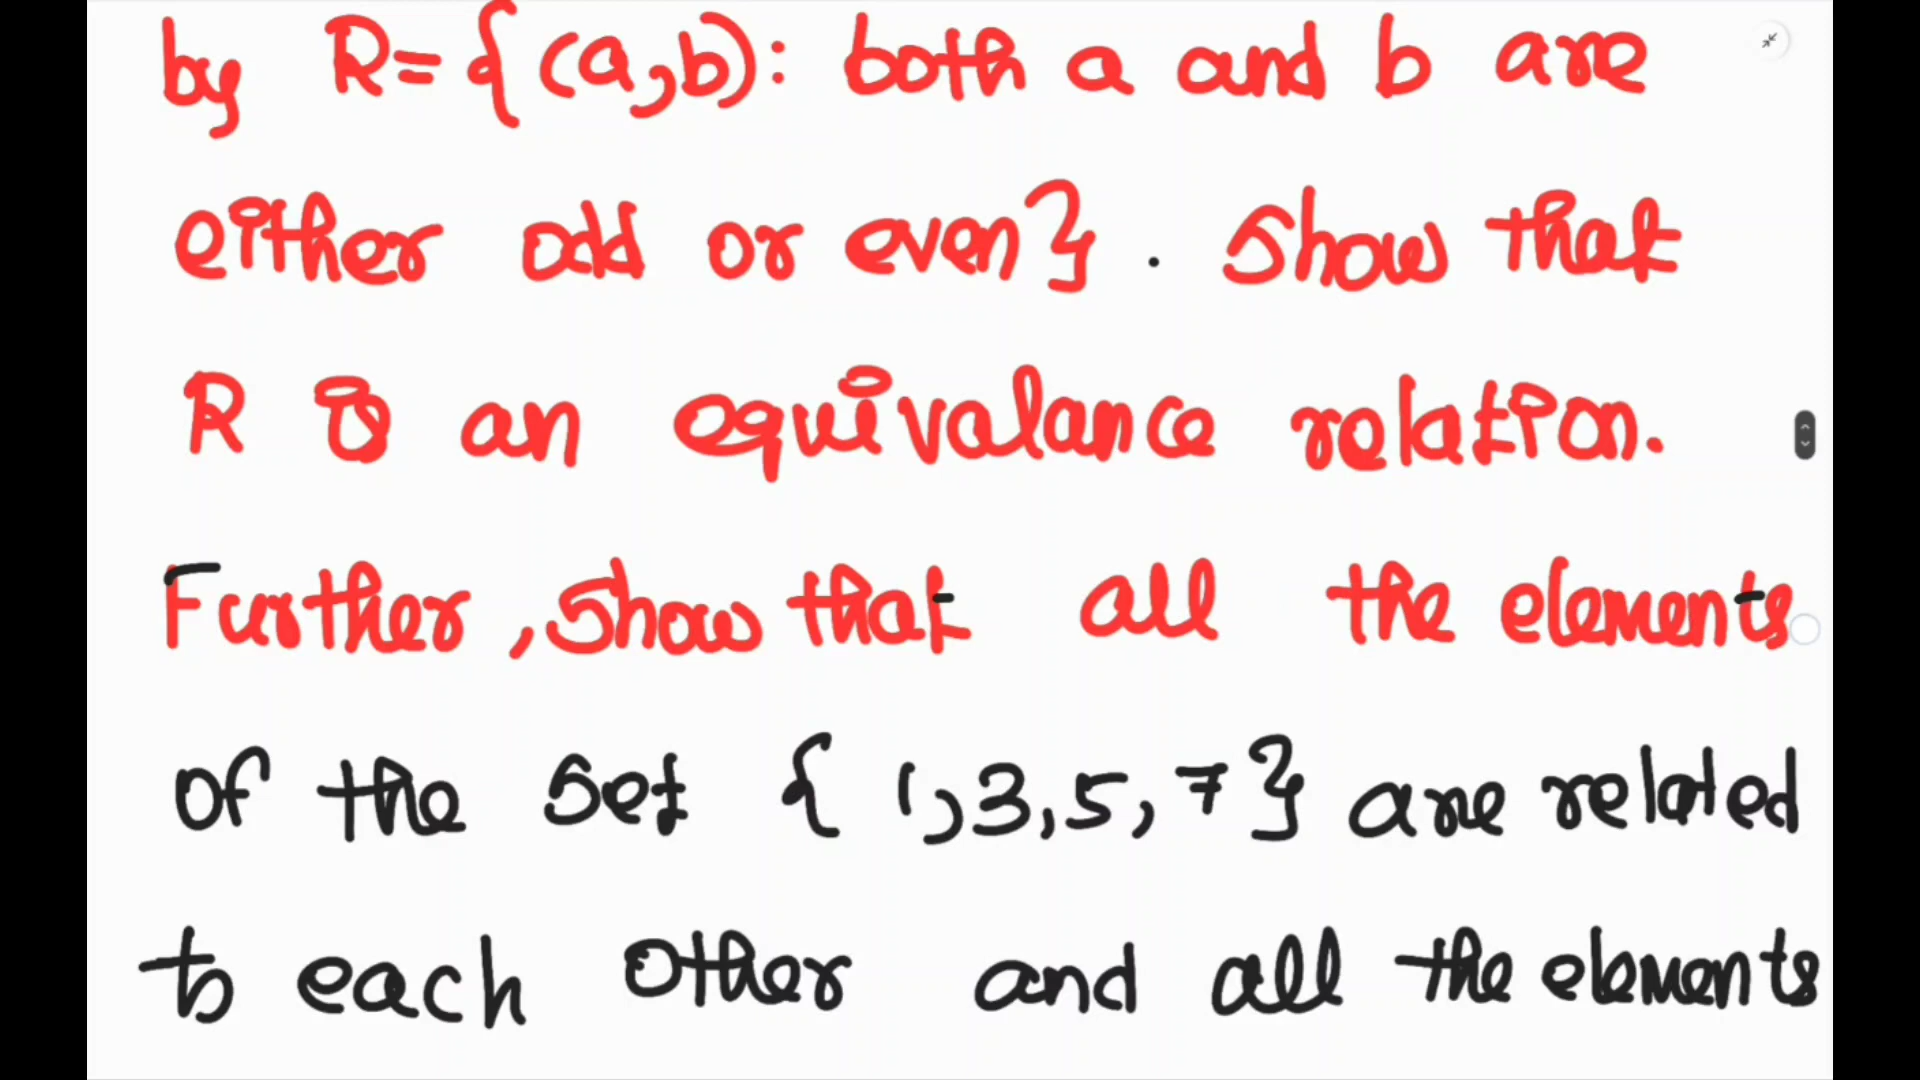 by R={(a,b): both a and b are
either odd or even}. Show that
R is an equivalance relation.
Further, show that all the elements
of the set {1,3,5,7} are related
to each other and all the elements